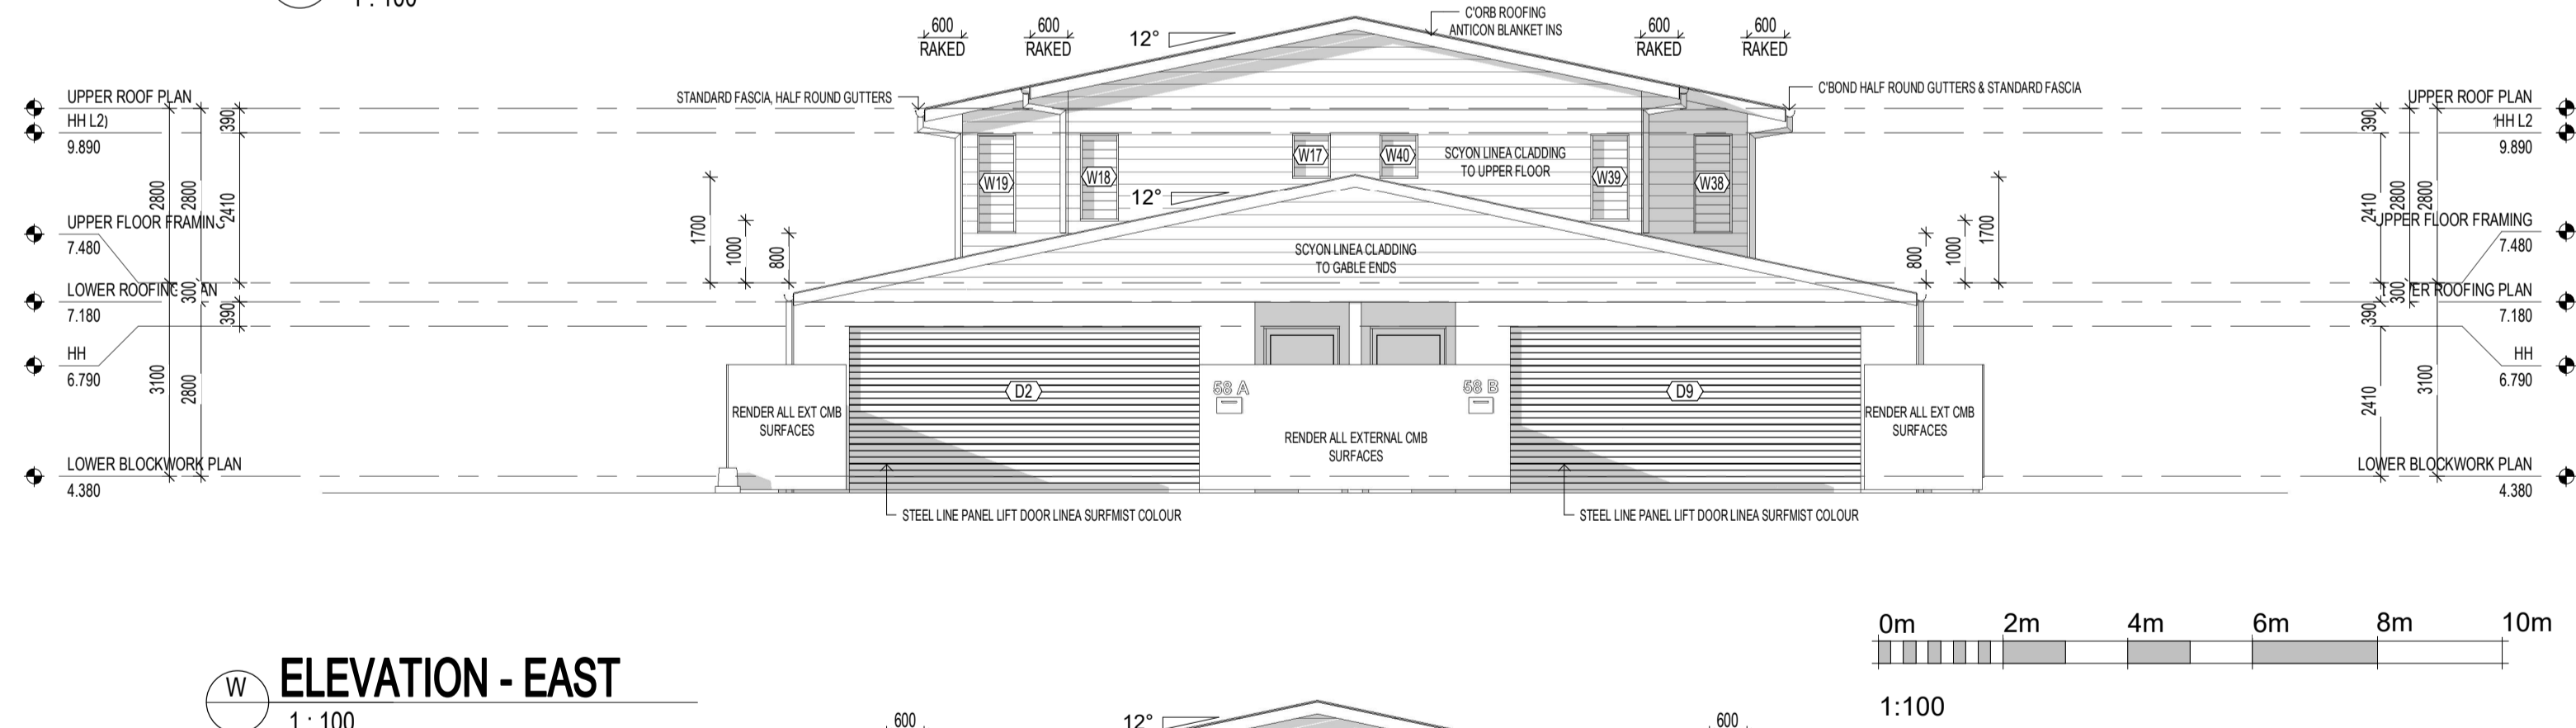 1 : 100
600
RAKED
600
RAKED
12°
C'ORB ROOFING
ANTICON BLANKET INS
600
RAKED
600
RAKED
STANDARD FASCIA, HALF ROUND GUTTERS
C'BOND HALF ROUND GUTTERS & STANDARD FASCIA
UPPER ROOF PLAN
HH L2)
9.890
UPPER FLOOR FRAMING
7.480
LOWER ROOFING
7.180
HH
6.790
LOWER BLOCKWORK PLAN
4.380
390
2800
2800
2410
300
390
3100
2800
1700
1000
800
W19
W18
W17
W40
SCYON LINEA CLADDING
TO UPPER FLOOR
W39
W38
12°
SCYON LINEA CLADDING
TO GABLE ENDS
D2
58 A
58 B
D9
RENDER ALL EXT CMB
SURFACES
RENDER ALL EXTERNAL CMB
SURFACES
RENDER ALL EXT CMB
SURFACES
STEEL LINE PANEL LIFT DOOR LINEA SURFMIST COLOUR
STEEL LINE PANEL LIFT DOOR LINEA SURFMIST COLOUR
800
1000
1700
390
2410
2800
2800
300
390
2410
3100
UPPER ROOF PLAN
HH L2
9.890
UPPER FLOOR FRAMING
7.480
ROOFING PLAN
7.180
HH
6.790
LOWER BLOCKWORK PLAN
4.380
0m 2m 4m 6m 8m 10m
1:100
W
ELEVATION - EAST
1 : 100
600
12°
600